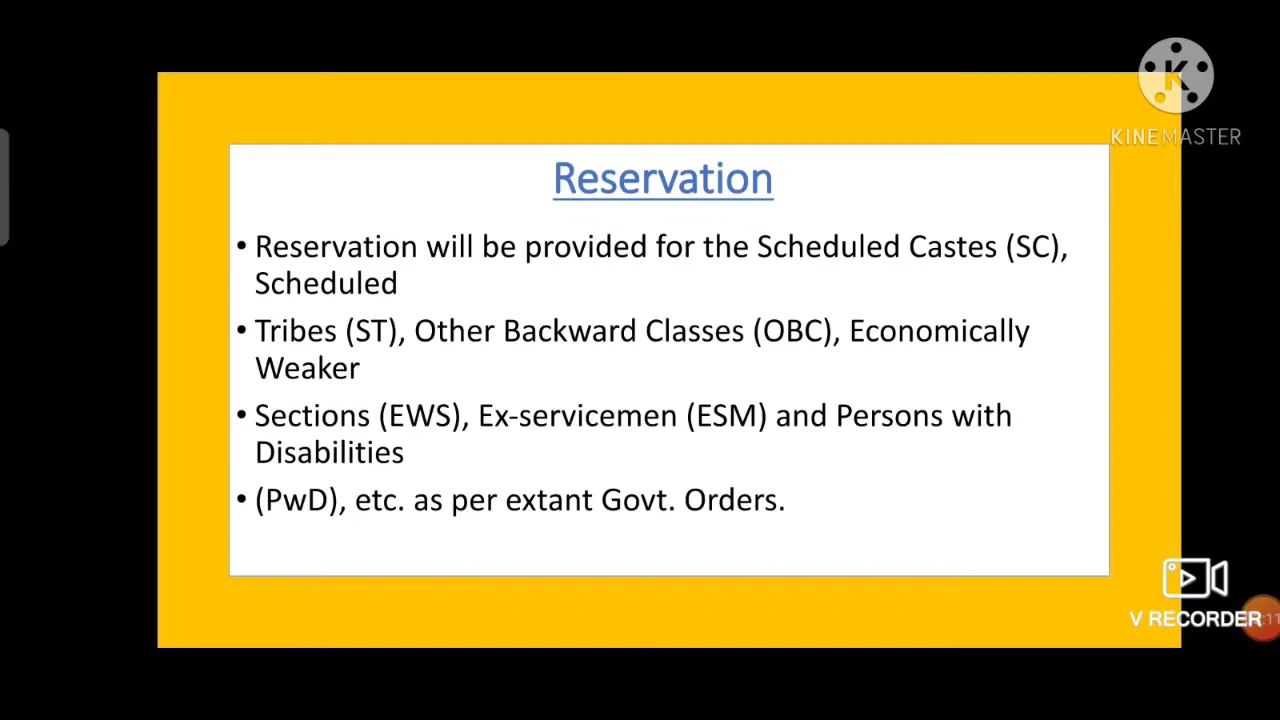 KINEMASTER
Reservation
• Reservation will be provided for the Scheduled Castes (SC),
Scheduled
• Tribes (ST), Other Backward Classes (OBC), Economically
Weaker
• Sections (EWS), Ex-servicemen (ESM) and Persons with
Disabilities
• (PwD), etc. as per extant Govt. Orders.
V RECORDER